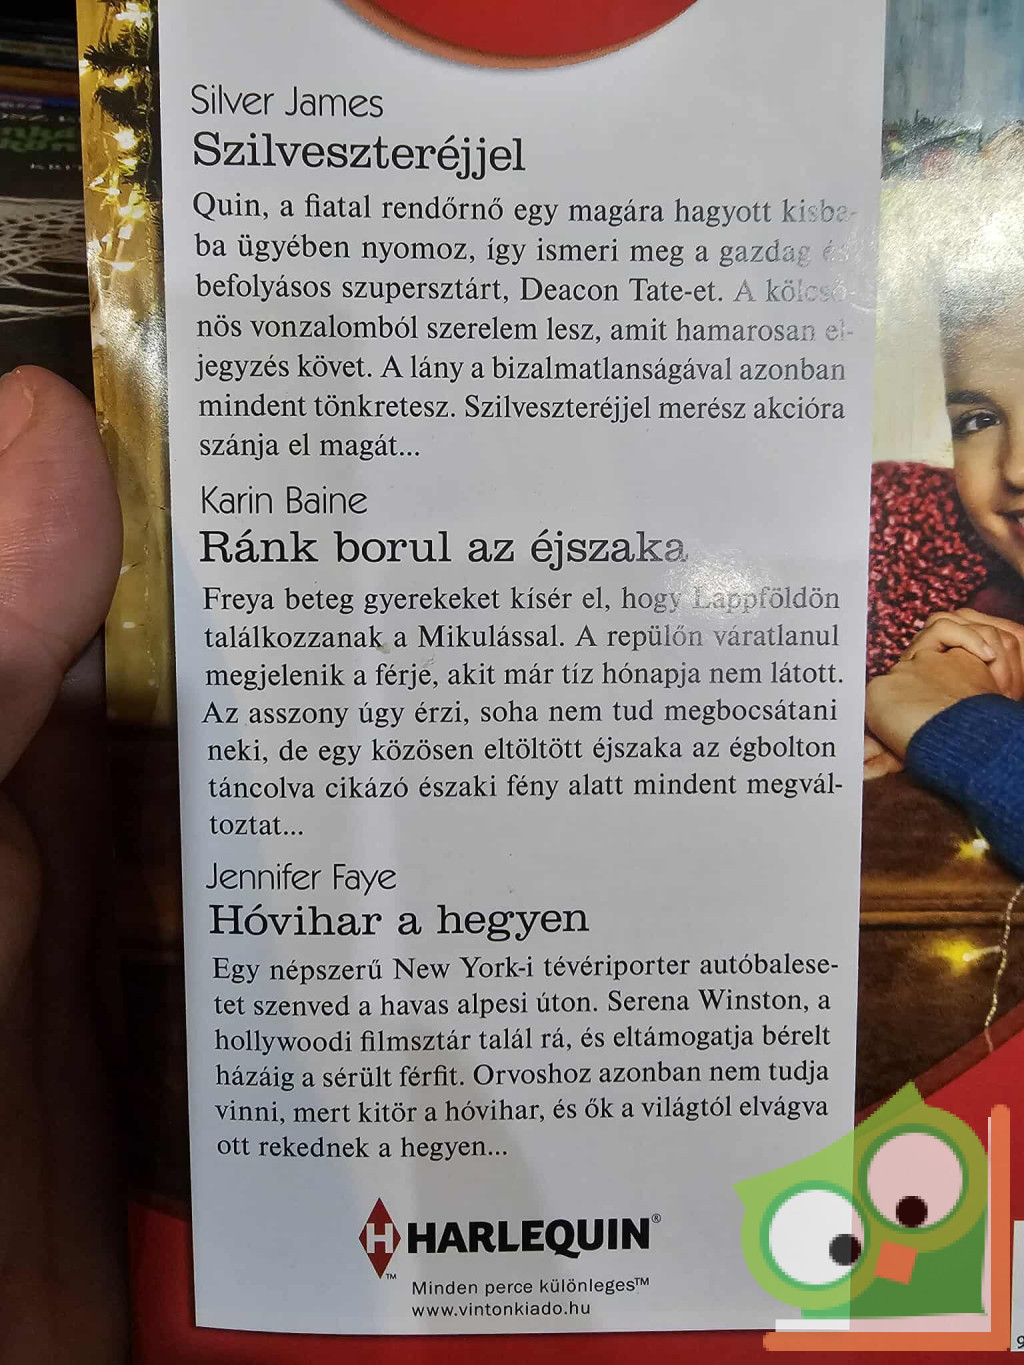 Silver James
Szilveszteréjjel
Quin, a fiatal rendőrnő egy magára hagyott kisba-
ba ügyében nyomoz, így ismeri meg a gazdag és
befolyásos szupersztárt, Deacon Tate-et. A kölcsö-
nös vonzalomból szerelem lesz, amit hamarosan el-
jegyzés követ. A lány a bizalmatlanságával azonban
mindent tönkretesz. Szilveszteréjjel merész akcióra
szánja el magát...
Karin Baine
Ránk borul az éjszaka
Freya beteg gyerekeket kísér el, hogy Lappföldön
találkozzanak a Mikulással. A repülőn váratlanul
megjelenik a férje, akit már tíz hónapja nem látott.
Az asszony úgy érzi, soha nem tud megbocsátani
neki, de egy közösen eltöltött éjszaka az égbolton
táncolva cikázó északi fény alatt mindent megvál-
toztat...
Jennifer Faye
Hóvihar a hegyen
Egy népszerű New York-i tévériporter autóbalese-
tet szenved a havas alpesi úton. Serena Winston, a
hollywoodi filmsztár talál rá, és eltámogatja bérelt
házáig a sérült férfit. Orvoshoz azonban nem tudja
vinni, mert kitör a hóvihar, és ők a világtól elvágva
ott rekednek a hegyen...
H HARLEQUIN®
™
Minden perce különleges™
www.vintonkiado.hu
9